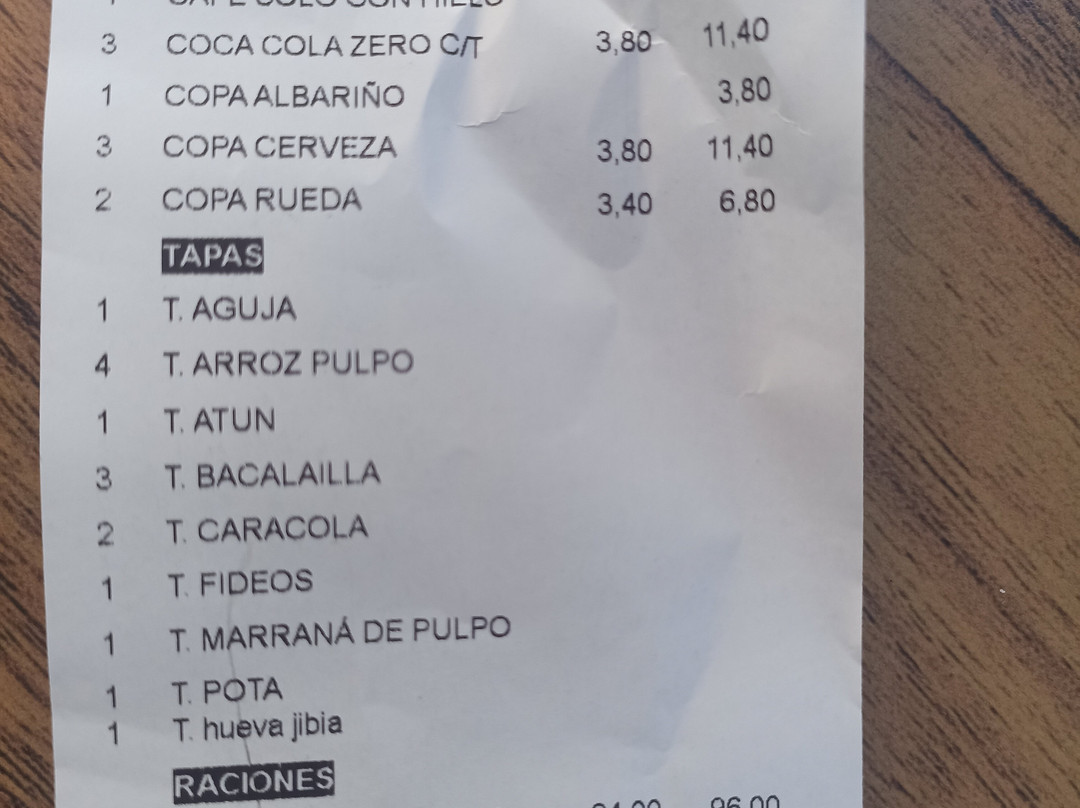 3 COCA COLA ZERO C/T 3,80 11,40
1 COPA ALBARIÑO 3,80
3 COPA CERVEZA 3,80 11,40
2 COPA RUEDA 3,40 6,80
TAPAS
1 T. AGUJA
4 T. ARROZ PULPO
1 T. ATUN
3 T. BACALAILLA
2 T. CARACOLA
1 T. FIDEOS
1 T. MARRANÁ DE PULPO
1 T. POTA
1 T. hueva jibia
RACIONES